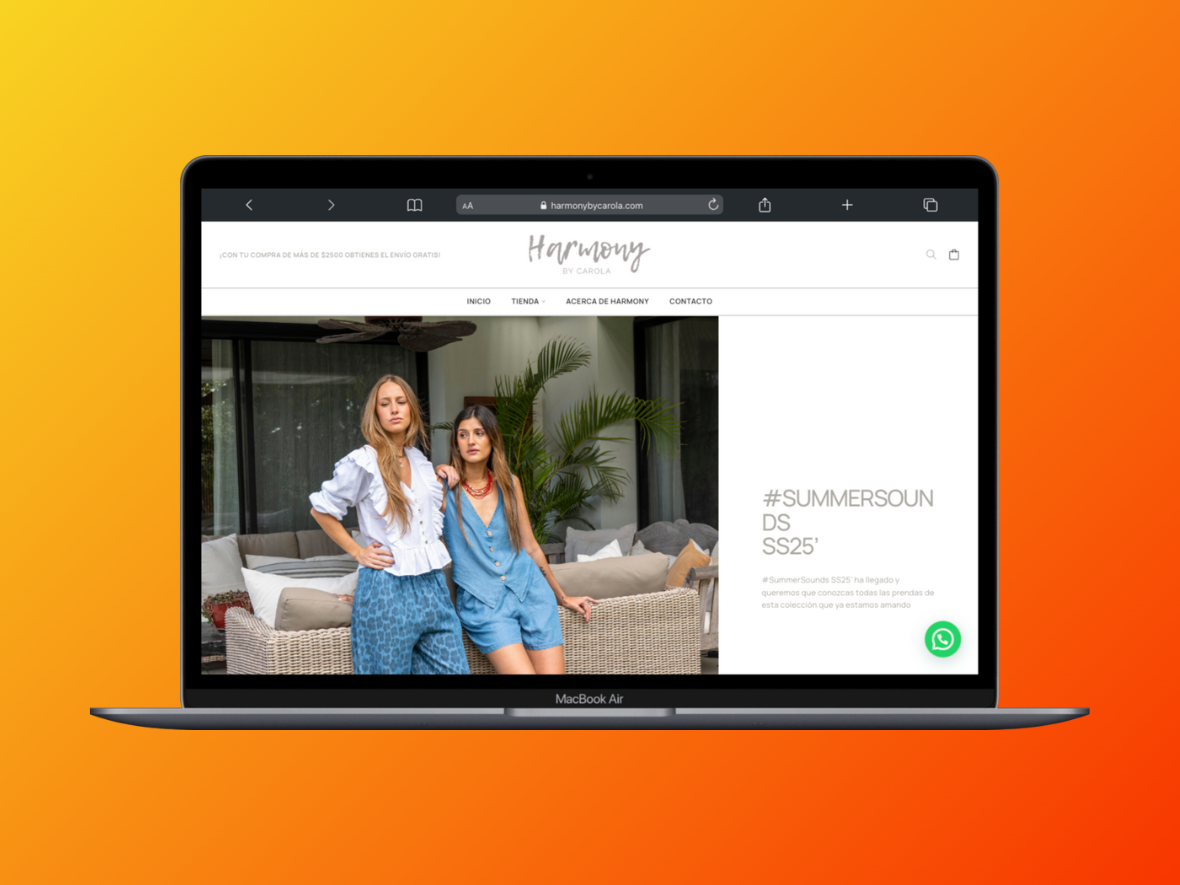 AA harmonybycarola.com
¡CON TU COMPRA DE MÁS DE $2500 OBTIENES EL ENVÍO GRATIS!
Harmony
BY CAROLA
INICIO TIENDA ACERCA DE HARMONY CONTACTO
#SUMMERSOUN
DS
SS25’
#SummerSounds SS25’ ha llegado y
queremos que conozcas todas las prendas de
esta colección que ya estamos amando
MacBook Air